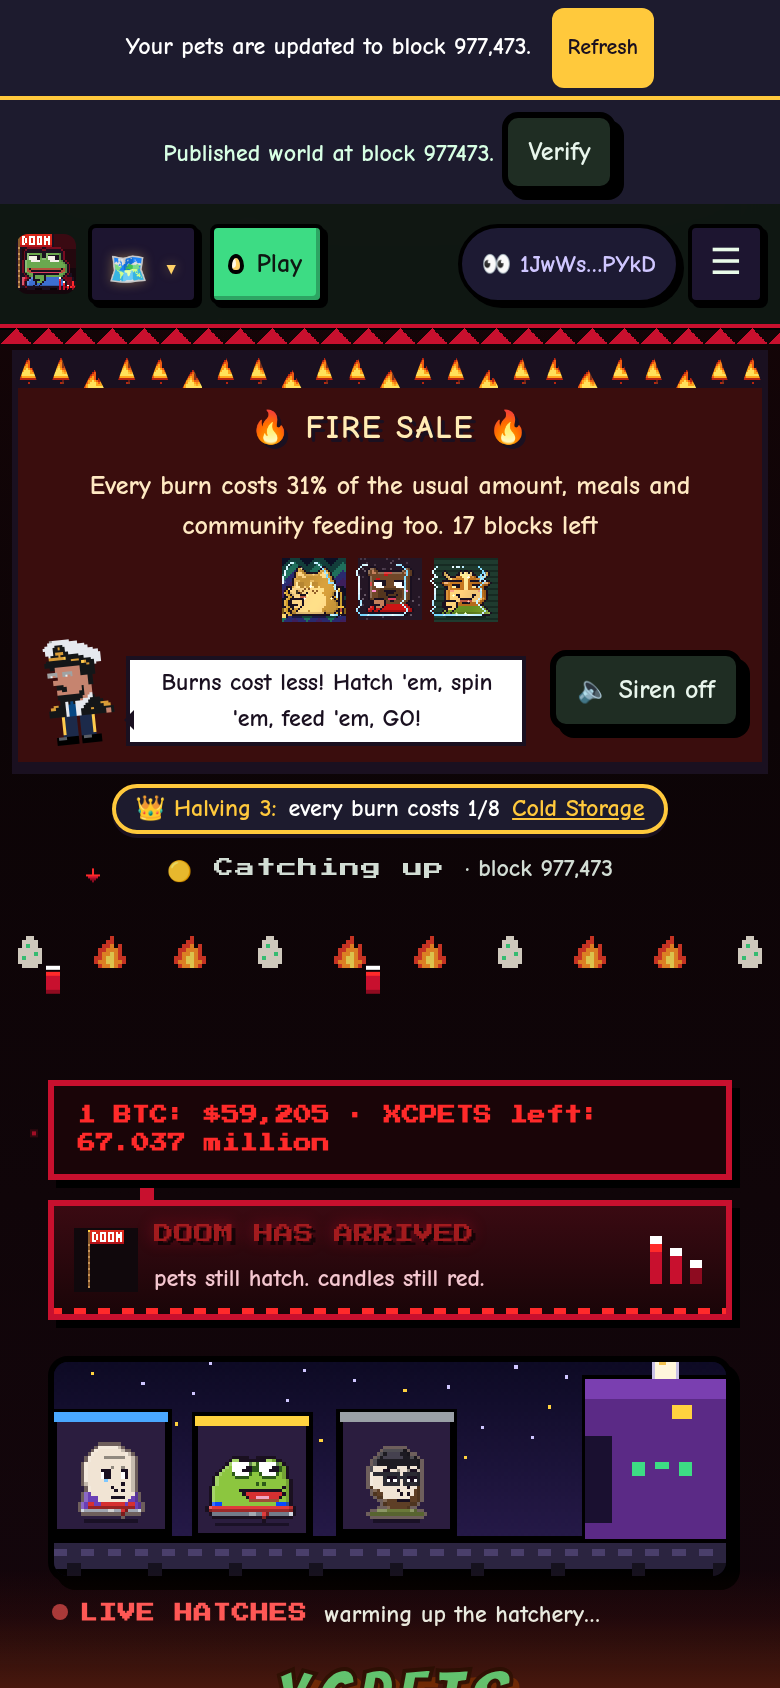 Your pets are updated to block 977,473.
Refresh
Published world at block 977473.
Verify
DOOM
Play
1JwWs...PYkD
FIRE SALE
Every burn costs 31% of the usual amount, meals and
community feeding too. 17 blocks left
Burns cost less! Hatch 'em, spin
'em, feed 'em, GO!
Siren off
Halving 3: every burn costs 1/8 Cold Storage
Catching up · block 977,473
1 BTC: $59,205 · XCPETS left:
67.037 million
DOOM
DOOM HAS ARRIVED
pets still hatch. candles still red.
LIVE HATCHES warming up the hatchery...
XCPETS